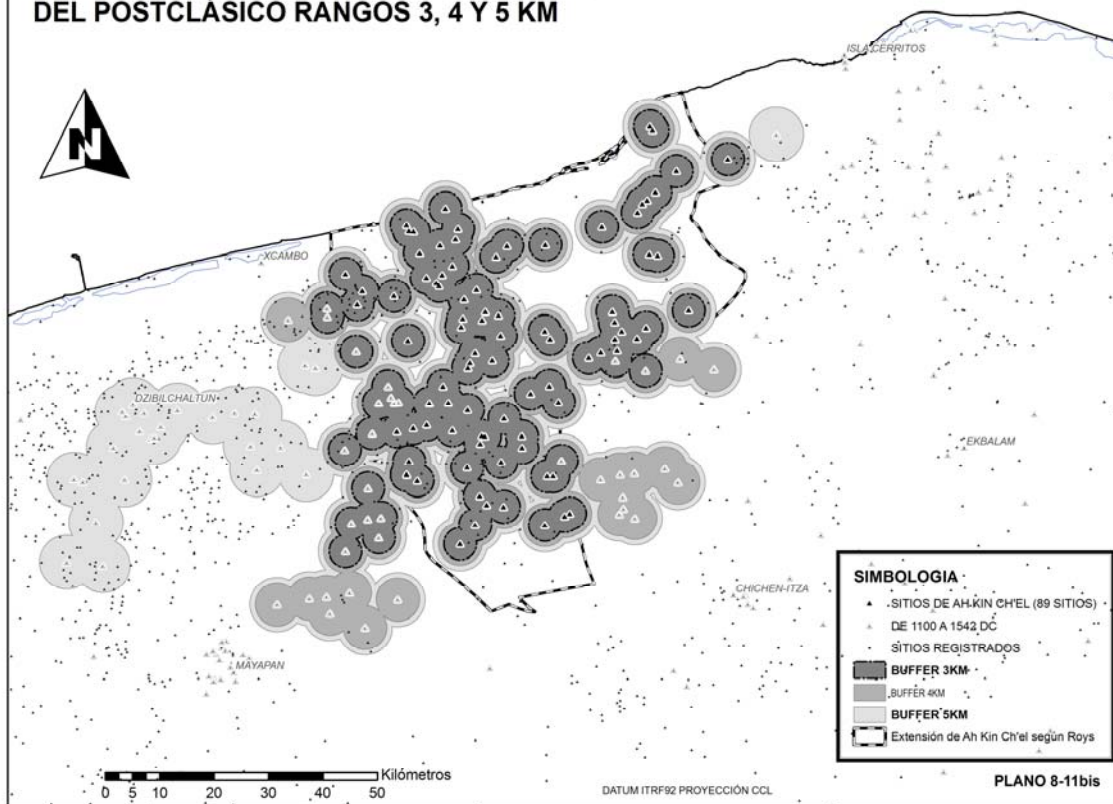 DEL POSTCLÁSICO RANGOS 3, 4 Y 5 KM
N
ISLA CERRITOS
XCAMBO
DZIBILCHALTUN
EKBALAM
CHICHEN-ITZA
MAYAPAN
SIMBOLOGIA
SITIOS DE AH KIN CH'EL (89 SITIOS)
DE 1100 A 1542 DC
SITIOS REGISTRADOS
BUFFER 3KM
BUFFER 4KM
BUFFER 5KM
Extensión de Ah Kin Ch'el según Roys
Kilómetros
0 5 10 20 30 40 50
DATUM ITRF92 PROYECCIÓN CCL
PLANO 8-11bis